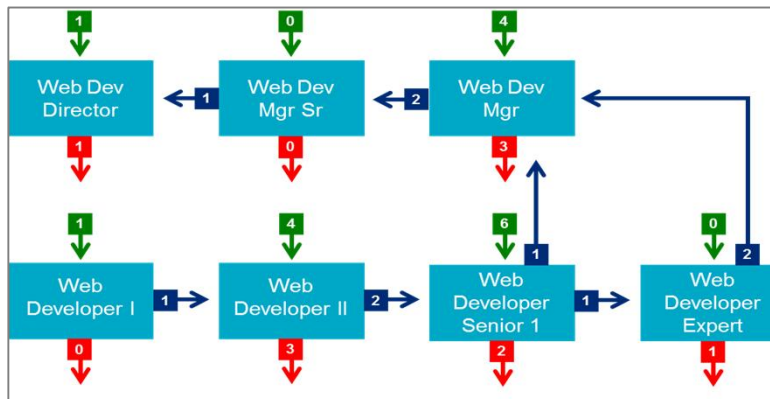 1
0
4
Web Dev
Director
1
Web Dev
Mgr Sr
2
Web Dev
Mgr
1
0
3
1
4
6
0
Web
Developer I
1
Web
Developer II
2
Web
Developer
Senior 1
1
1
Web
Developer
Expert
2
0
3
2
1